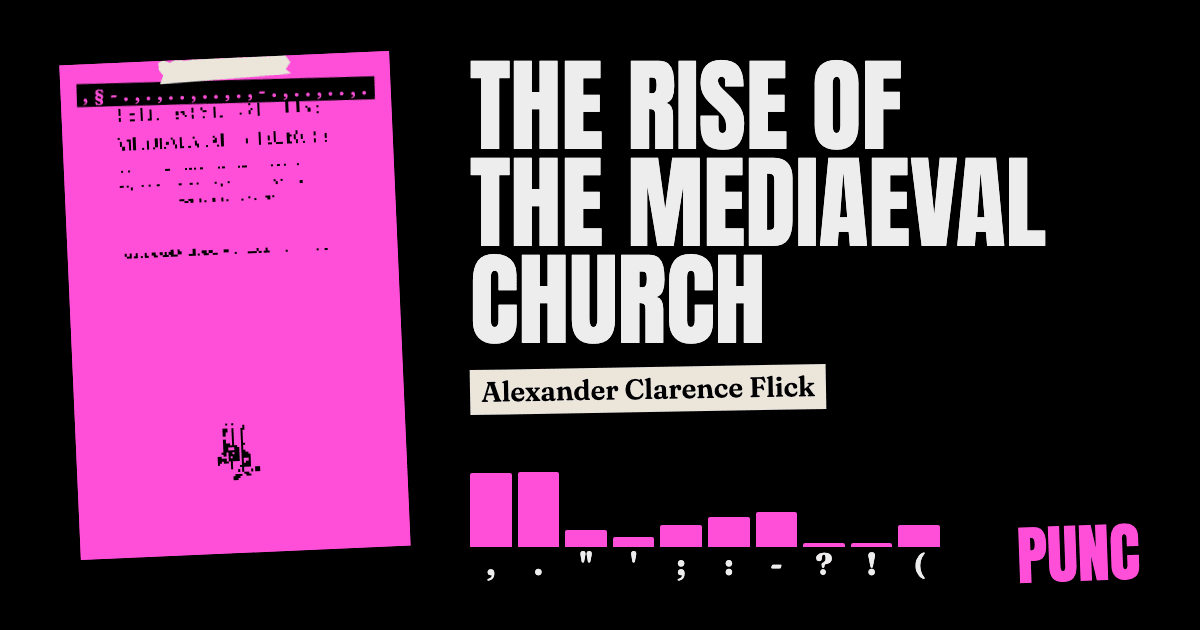 ,§-.,.,..,..,.,-.,..,..,.
THE RISE OF
THE MEDIAEVAL
CHURCH
Alexander Clarence Flick
, . " ' ; : - ? ! (
PUNC